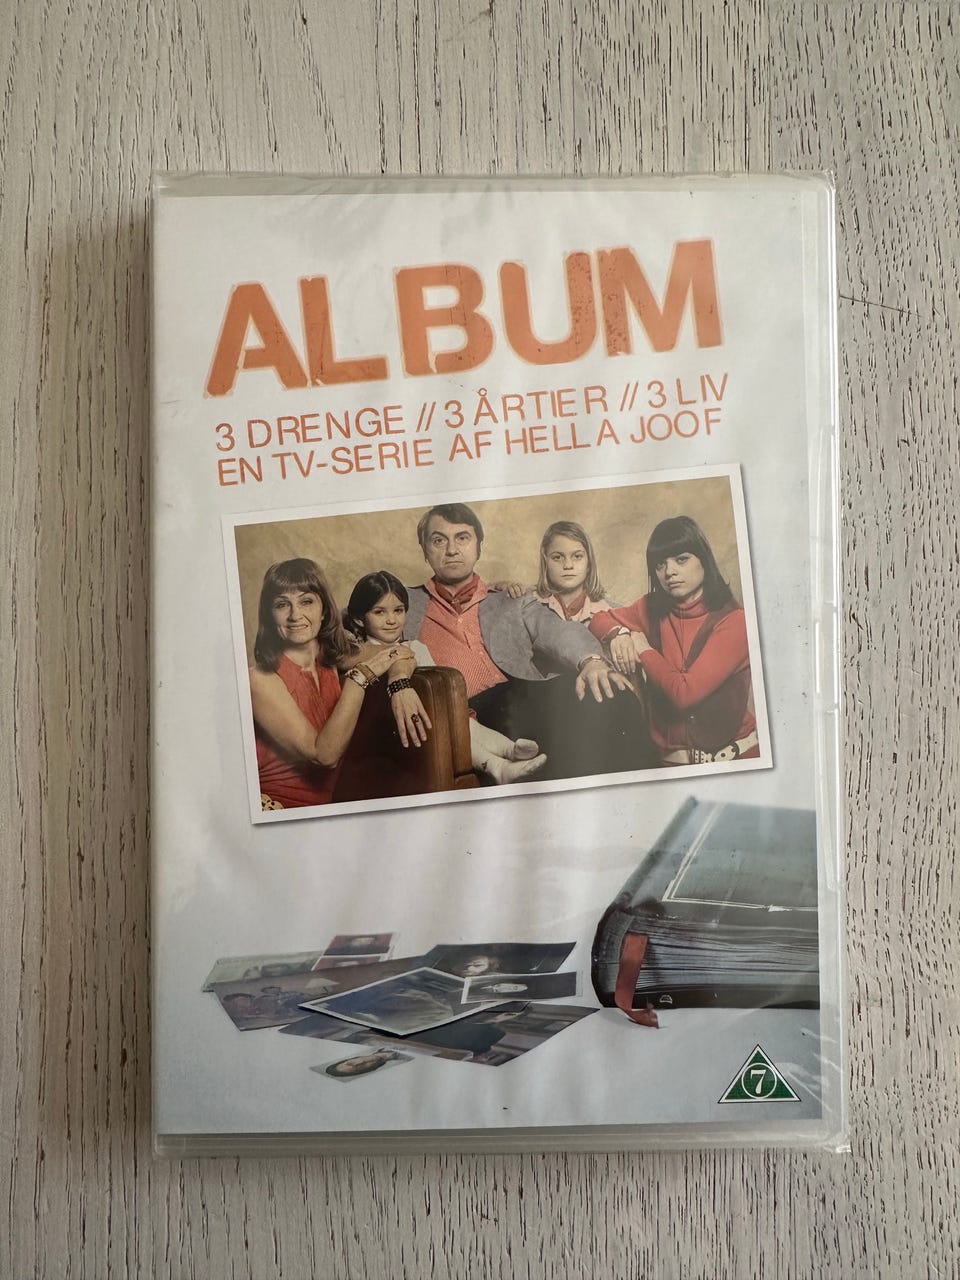 ALBUM
3 DRENGE // 3 ÅRTIER // 3 LIV
EN TV-SERIE AF HELLA JOOF
7